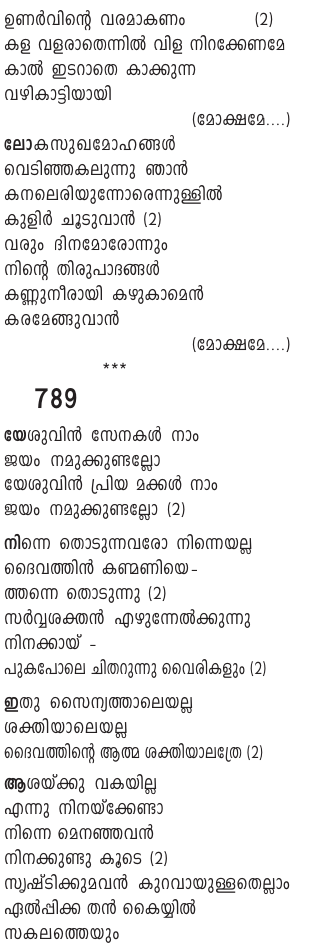 ഉണർവിന്റെ വരമാകണം (2)
കള വളരാതെന്നിൽ വിള നിറക്കേണമേ
കാൽ ഇടറാതെ കാക്കുന്ന
വഴികാട്ടിയായി
(മോക്ഷമേ....)
ലോകസുഖമോഹങ്ങൾ
വെടിഞ്ഞകലുന്നു ഞാൻ
കനലെരിയുന്നോരെന്നുള്ളിൽ
കുളിർ ചൂടുവാൻ (2)
വരും ദിനമോരോന്നും
നിന്റെ തിരുപാദങ്ങൾ
കണ്ണുനീരായി കഴുകാമെൻ
കരമേങ്ങുവാൻ
(മോക്ഷമേ....)
***
789
യേശുവിൻ സേനകൾ നാം
ജയം നമുക്കുണ്ടല്ലോ
യേശുവിൻ പ്രിയ മക്കൾ നാം
ജയം നമുക്കുണ്ടല്ലോ (2)
നിന്നെ തൊടുന്നവരോ നിന്നെയല്ല
ദൈവത്തിൻ കണ്മണിയെ-
ത്തന്നെ തൊടുന്നു (2)
സർവ്വശക്തൻ എഴുന്നേൽക്കുന്നു
നിനക്കായ് -
പുകപോലെ ചിതറുന്നു വൈരികളും (2)
ഇതു സൈന്യത്താലെയല്ല
ശക്തിയാലെയല്ല
ദൈവത്തിന്റെ ആത്മ ശക്തിയാലത്രേ (2)
ആശയ്ക്കു വകയില്ല
എന്നു നിനയ്ക്കേണ്ടാ
നിന്നെ മെനഞ്ഞവൻ
നിനക്കുണ്ടു കൂടെ (2)
സൃഷ്ടിക്കുമവൻ കുറവായുള്ളതെല്ലാം
ഏൽപ്പിക്ക തൻ കൈയ്യിൽ
സകലത്തെയും